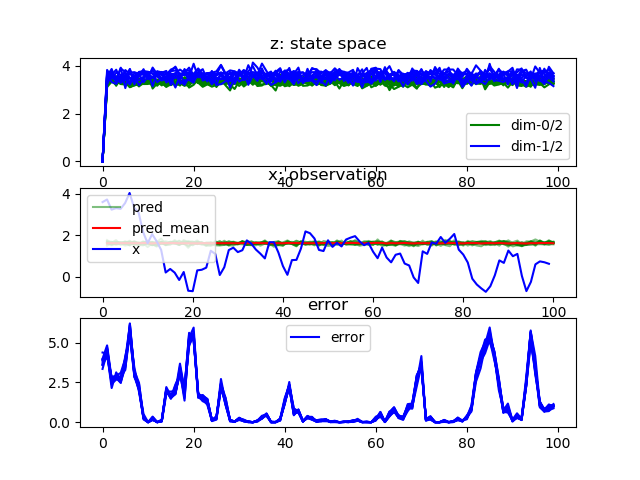 z: state space
4
2
0
dim-0/2
dim-1/2
0 20 40 60 80 100
x: observation
4
2
0
pred
pred_mean
x
0 20 40 60 80 100
error
5.0
2.5
0.0
error
0 20 40 60 80 100